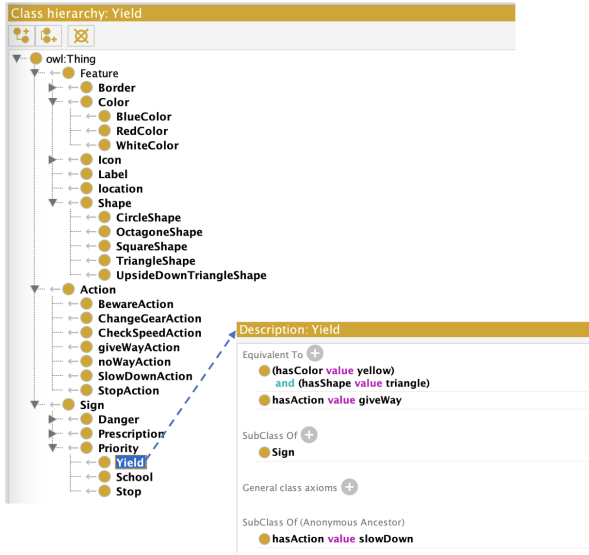 Class hierarchy: Yield
owl:Thing
Feature
Border
Color
BlueColor
RedColor
WhiteColor
Icon
Label
location
Shape
CircleShape
OctagoneShape
SquareShape
TriangleShape
UpsideDownTriangleShape
Action
BewareAction
ChangeGearAction
CheckSpeedAction
giveWayAction
noWayAction
SlowDownAction
StopAction
Sign
Danger
Prescription
Priority
Yield
School
Stop
Description: Yield
Equivalent To
(hasColor value yellow)
and (hasShape value triangle)
hasAction value giveWay
SubClass Of
Sign
General class axioms
SubClass Of (Anonymous Ancestor)
hasAction value slowDown